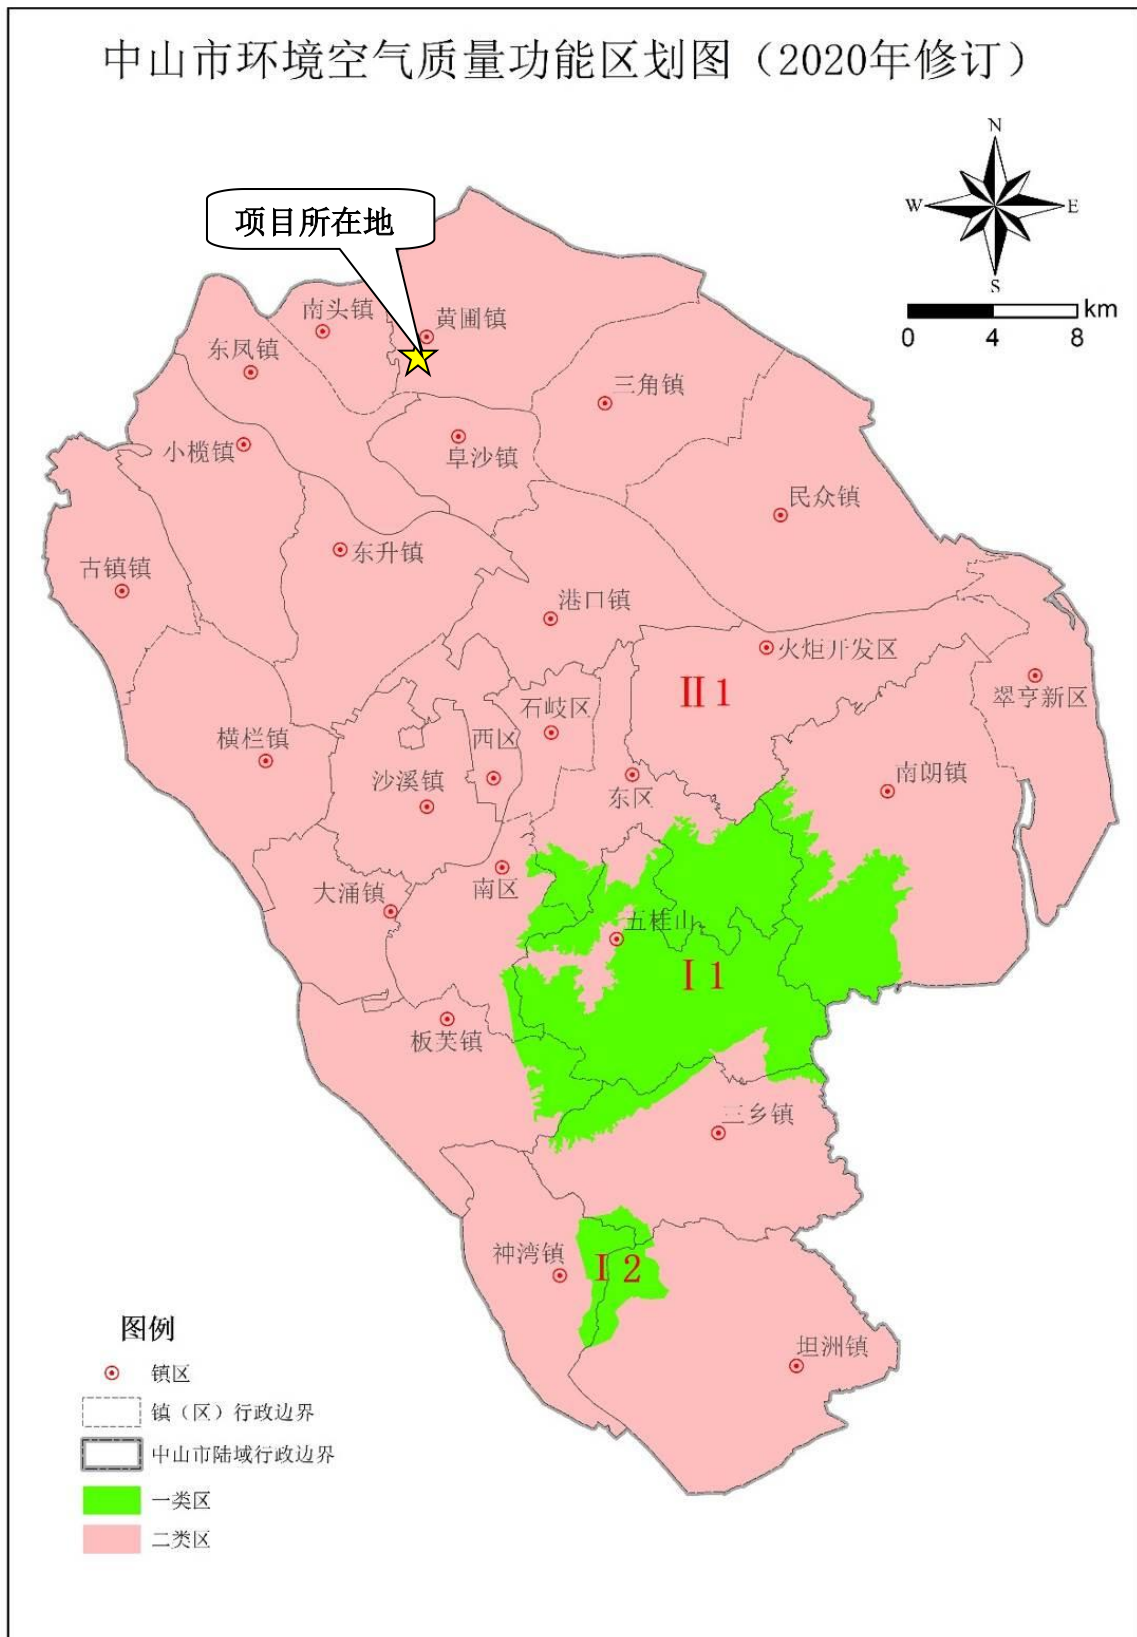 中山市环境空气质量功能区划图（2020年修订）
N
W
E
S
km
0 4 8
项目所在地
南头镇
黄圃镇
东凤镇
三角镇
小榄镇
阜沙镇
民众镇
东升镇
古镇镇
港口镇
火炬开发区
II 1
翠亨新区
石岐区
横栏镇
西区
沙溪镇
东区
南朗镇
大涌镇
南区
五桂山
I 1
板芙镇
三乡镇
神湾镇
I 2
坦洲镇
图例
镇区
镇（区）行政边界
中山市陆域行政边界
一类区
二类区